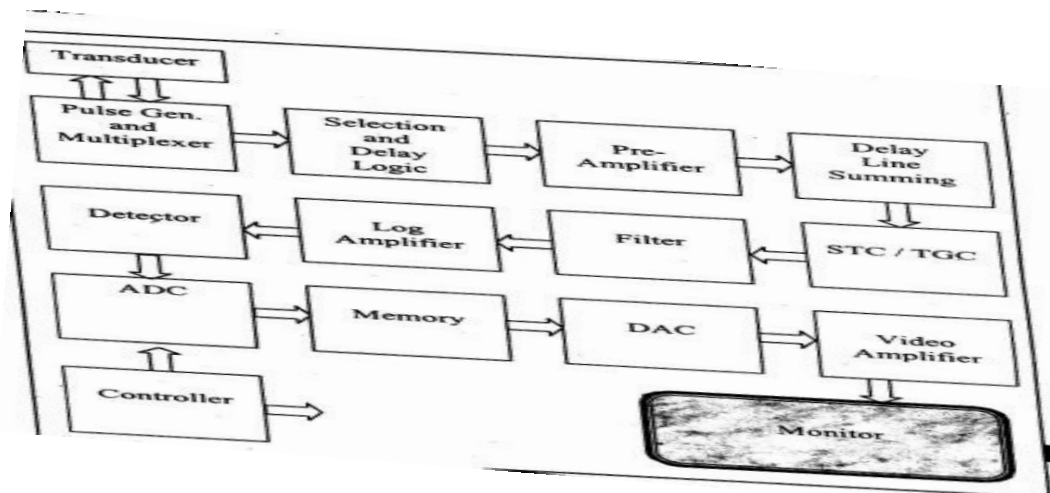 Transducer
Pulse Gen.
and
Multiplexer
Selection
and
Delay
Logic
Pre-
Amplifier
Delay
Line
Summing
Detector
Log
Amplifier
Filter
STC / TGC
ADC
Memory
DAC
Video
Amplifier
Controller
Monitor